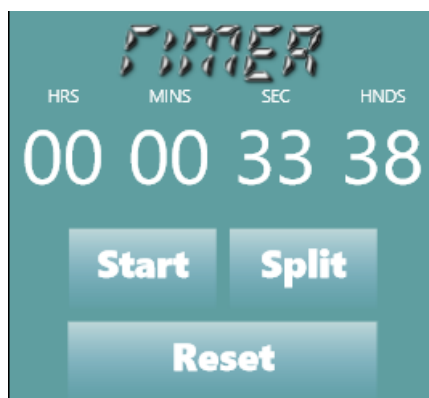 TIMER
HRS MINS SEC HNDS
00 00 33 38
Start Split
Reset